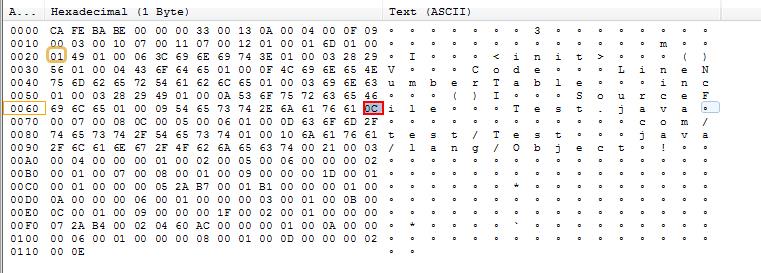 A... Hexadecimal (1 Byte) Text (ASCII)
0000 CA FE BA BE 00 00 00 33 00 13 0A 00 04 00 0F 09 ° ° ° ° ° ° ° 3 ° ° ° ° ° ° ° °
0010 00 03 00 10 07 00 11 07 00 12 01 00 01 6D 01 00 ° ° ° ° ° ° ° ° ° ° ° ° ° m ° °
0020 01 49 01 00 06 3C 69 6E 69 74 3E 01 00 03 28 29 ° I ° ° ° < i n i t > ° ° ° ( )
0030 56 01 00 04 43 6F 64 65 01 00 0F 4C 69 6E 65 4E V ° ° ° C o d e ° ° ° L i n e N
0040 75 6D 62 65 72 54 61 62 6C 65 01 00 03 69 6E 63 u m b e r T a b l e ° ° ° i n c
0050 01 00 03 28 29 49 01 00 0A 53 6F 75 72 63 65 46 ° ° ° ( ) I ° ° ° S o u r c e F
0060 69 6C 65 01 00 09 54 65 73 74 2E 6A 61 76 61 0C i l e ° ° ° T e s t . j a v a °
0070 00 07 00 08 0C 00 05 00 06 01 00 0D 63 6F 6D 2F ° ° ° ° ° ° ° ° ° ° ° ° c o m /
0080 74 65 73 74 2F 54 65 73 74 01 00 10 6A 61 76 61 t e s t / T e s t ° ° ° j a v a
0090 2F 6C 61 6E 67 2F 4F 62 6A 65 63 74 00 21 00 03 / l a n g / O b j e c t ° ! ° °
00A0 00 04 00 00 00 01 00 02 00 05 00 06 00 00 00 02 ° ° ° ° ° ° ° ° ° ° ° ° ° ° ° °
00B0 00 01 00 07 00 08 00 01 00 09 00 00 00 1D 00 01 ° ° ° ° ° ° ° ° ° ° ° ° ° ° ° °
00C0 00 01 00 00 00 05 2A B7 00 01 B1 00 00 00 01 00 ° ° ° ° ° ° * ° ° ° ° ° ° ° ° °
00D0 0A 00 00 00 06 00 01 00 00 00 03 00 01 00 0B 00 ° ° ° ° ° ° ° ° ° ° ° ° ° ° ° °
00E0 0C 00 01 00 09 00 00 00 1F 00 02 00 01 00 00 00 ° ° ° ° ° ° ° ° ° ° ° ° ° ° ° °
00F0 07 2A B4 00 02 04 60 AC 00 00 00 01 00 0A 00 00 ° * ° ° ° ° ` ° ° ° ° ° ° ° ° °
0100 00 06 00 01 00 00 00 08 00 01 00 0D 00 00 00 02 ° ° ° ° ° ° ° ° ° ° ° ° ° ° ° °
0110 00 0E ° °